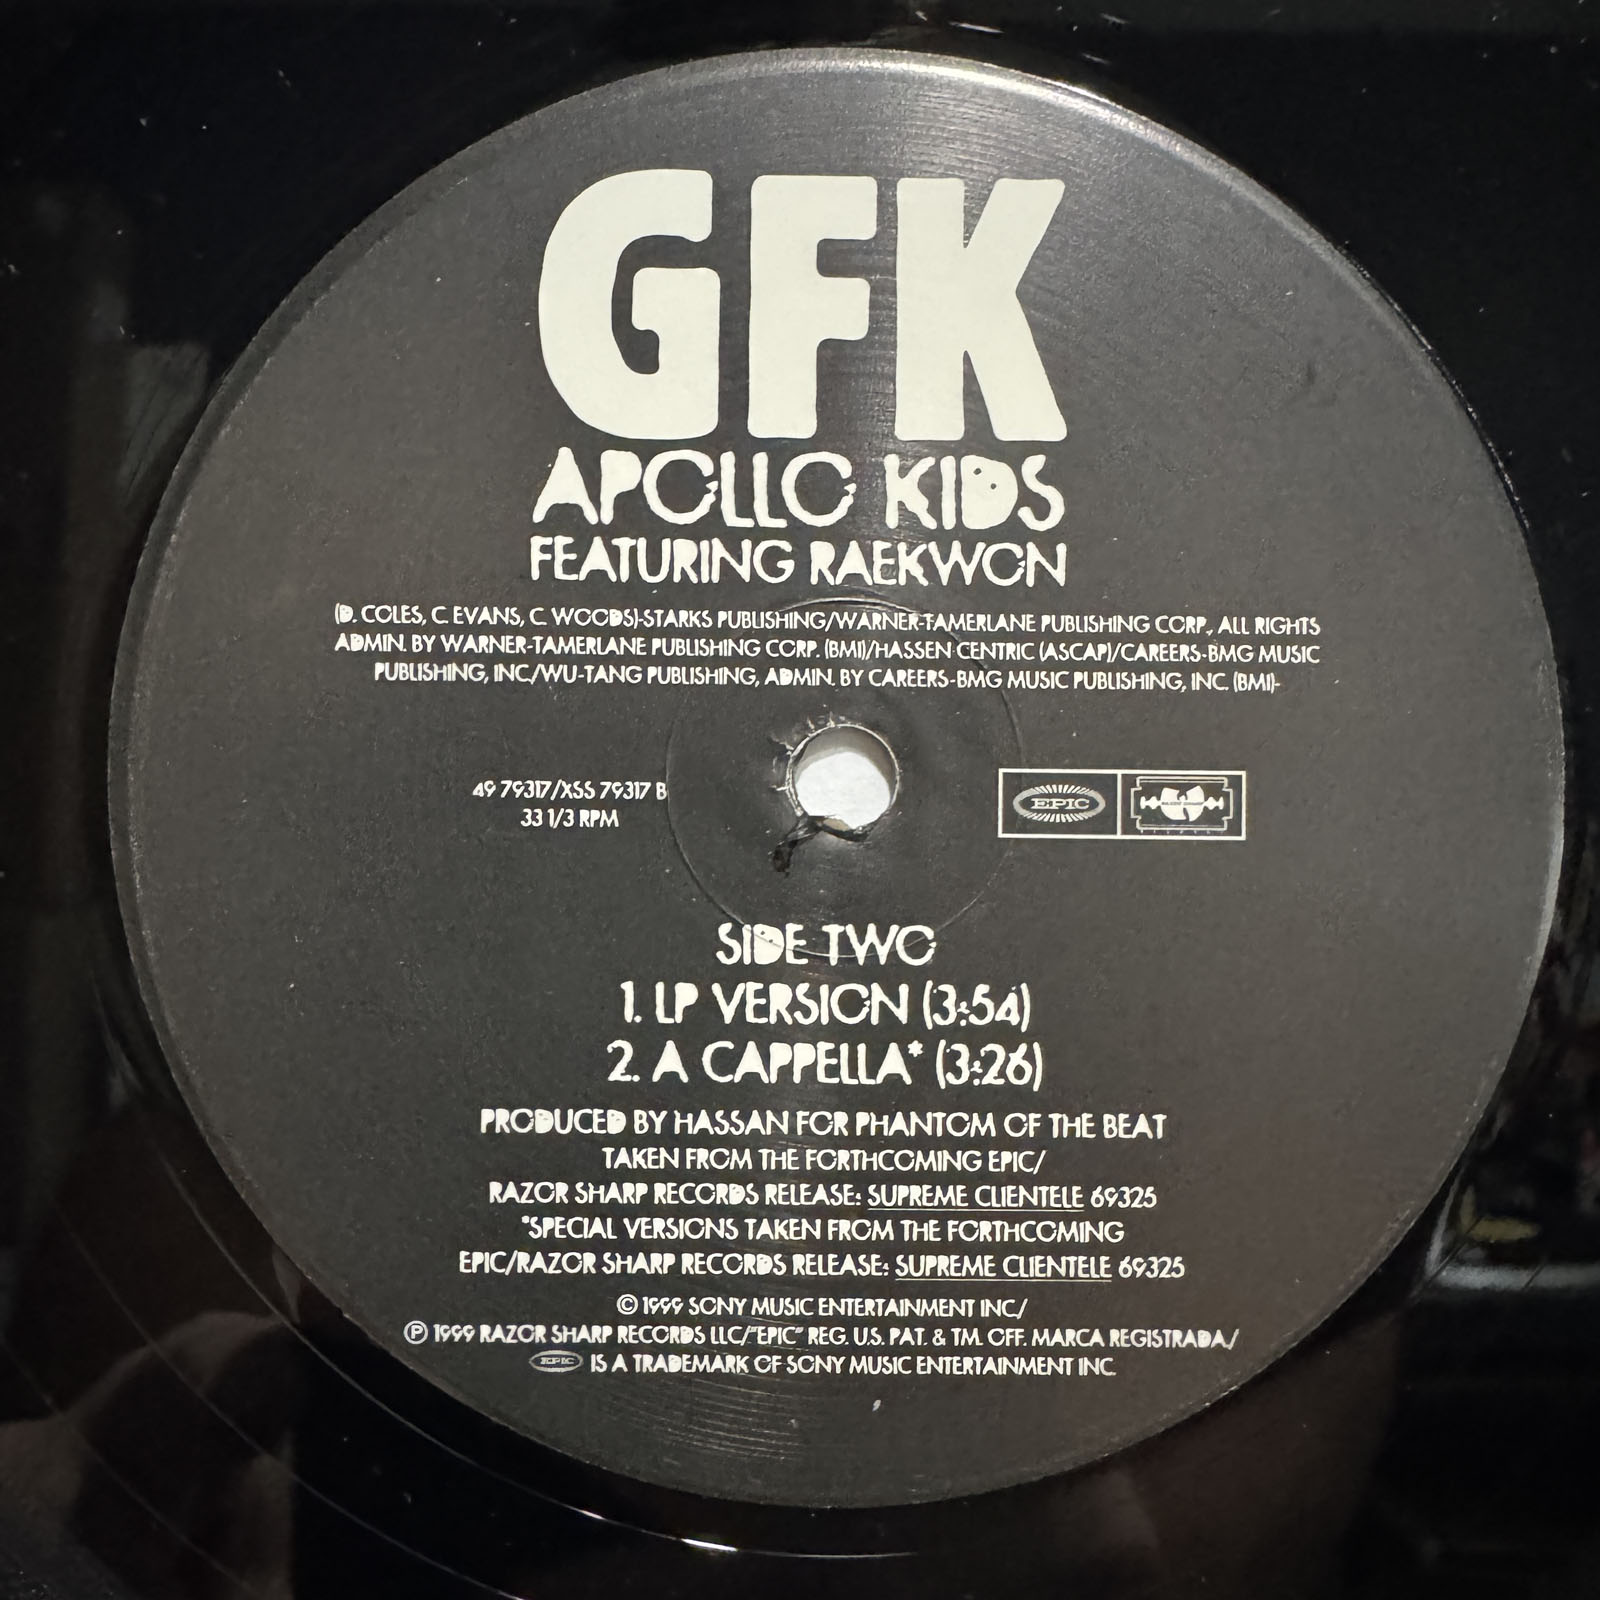 GFK
APOLLO KIDS
FEATURING RAEKWON
(D. COLES, C. EVANS, C. WOODS)-STARKS PUBLISHING/WARNER-TAMERLANE PUBLISHING CORP., ALL RIGHTS
ADMIN. BY WARNER-TAMERLANE PUBLISHING CORP. (BMI)/HASSEN CENTRIC (ASCAP)/CAREERS-BMG MUSIC
PUBLISHING, INC/WU-TANG PUBLISHING, ADMIN. BY CAREERS-BMG MUSIC PUBLISHING, INC. (BMI)-
49 79317/XSS 79317 B
33 1/3 RPM
EPIC
SIDE TWO
1. LP VERSION (3:54)
2. A CAPPELLA* (3:26)
PRODUCED BY HASSAN FOR PHANTOM OF THE BEAT
TAKEN FROM THE FORTHCOMING EPIC/
RAZOR SHARP RECORDS RELEASE: SUPREME CLIENTELE 69325
*SPECIAL VERSIONS TAKEN FROM THE FORTHCOMING
EPIC/RAZOR SHARP RECORDS RELEASE: SUPREME CLIENTELE 69325
© 1999 SONY MUSIC ENTERTAINMENT INC/
℗ 1999 RAZOR SHARP RECORDS LLC/"EPIC" REG. U.S. PAT. & TM. OFF. MARCA REGISTRADA/
EPIC IS A TRADEMARK OF SONY MUSIC ENTERTAINMENT INC.